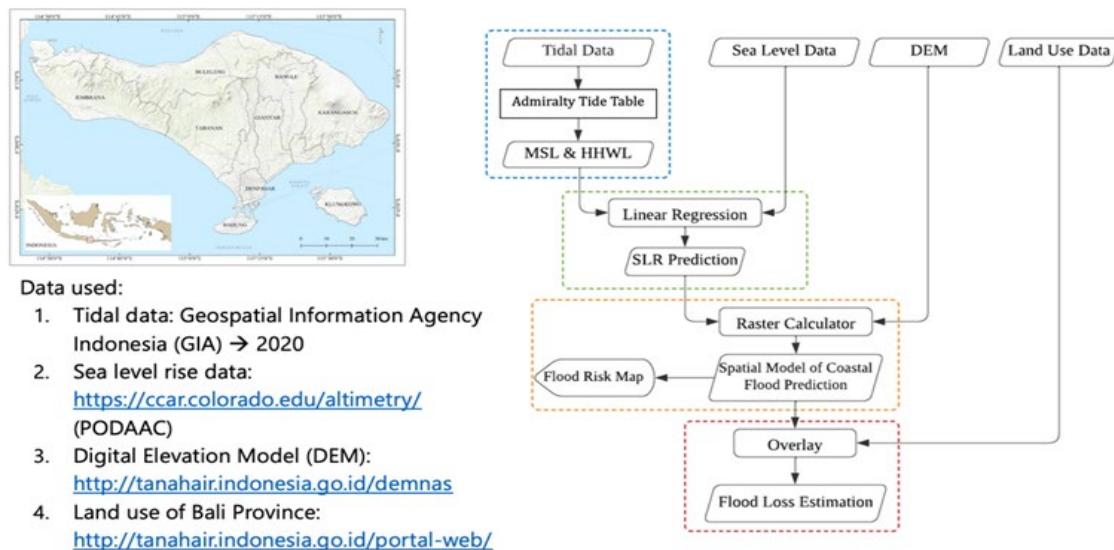 BULELENG
JEMBRANA
BANGLI
TABANAN
GIANYAR
KARANGASEM
DENPASAR
KLUNGKUNG
BADUNG
INDONESIA
Data used:
1. Tidal data: Geospatial Information Agency
Indonesia (GIA) → 2020
2. Sea level rise data:
https://ccar.colorado.edu/altimetry/
(PODAAC)
3. Digital Elevation Model (DEM):
http://tanahair.indonesia.go.id/demnas
4. Land use of Bali Province:
http://tanahair.indonesia.go.id/portal-web/
Tidal Data
Sea Level Data
DEM
Land Use Data
Admiralty Tide Table
MSL & HHWL
Linear Regression
SLR Prediction
Raster Calculator
Flood Risk Map
Spatial Model of Coastal
Flood Prediction
Overlay
Flood Loss Estimation